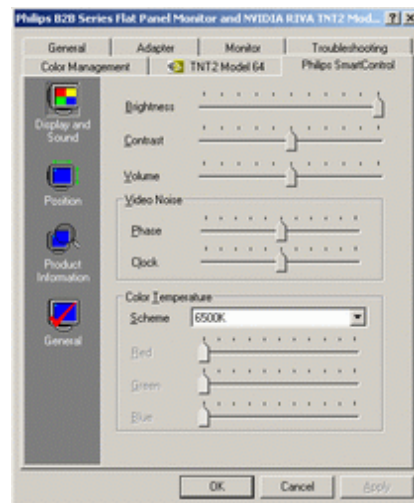 Philips B2B Series Flat Panel Monitor and NVIDIA RIVA TNT2 Mod...
General Adapter Monitor Troubleshooting
Color Management TNT2 Model 64 Philips SmartControl
Display and
Sound
Position
Product
Information
General
Brightness
Contrast
Volume
Video Noise
Phase
Clock
Color Temperature
Scheme 6500K
Red
Green
Blue
OK Cancel Apply